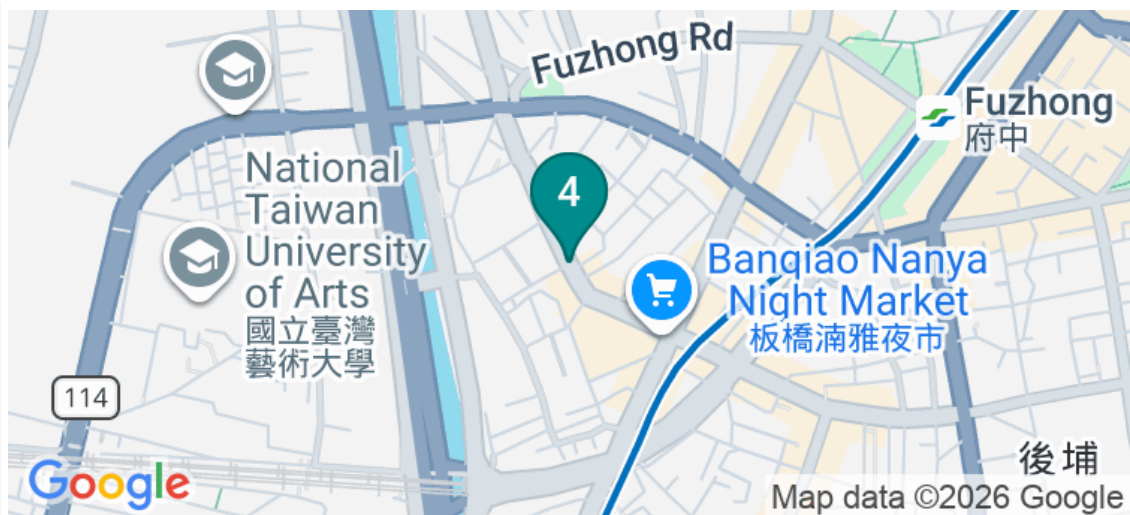 Fuzhong Rd
Fuzhong
府中
National
Taiwan
University
of Arts
國立臺灣
藝術大學
4
Banqiao Nanya
Night Market
板橋湳雅夜市
114
後埔
Google
Map data ©2026 Google